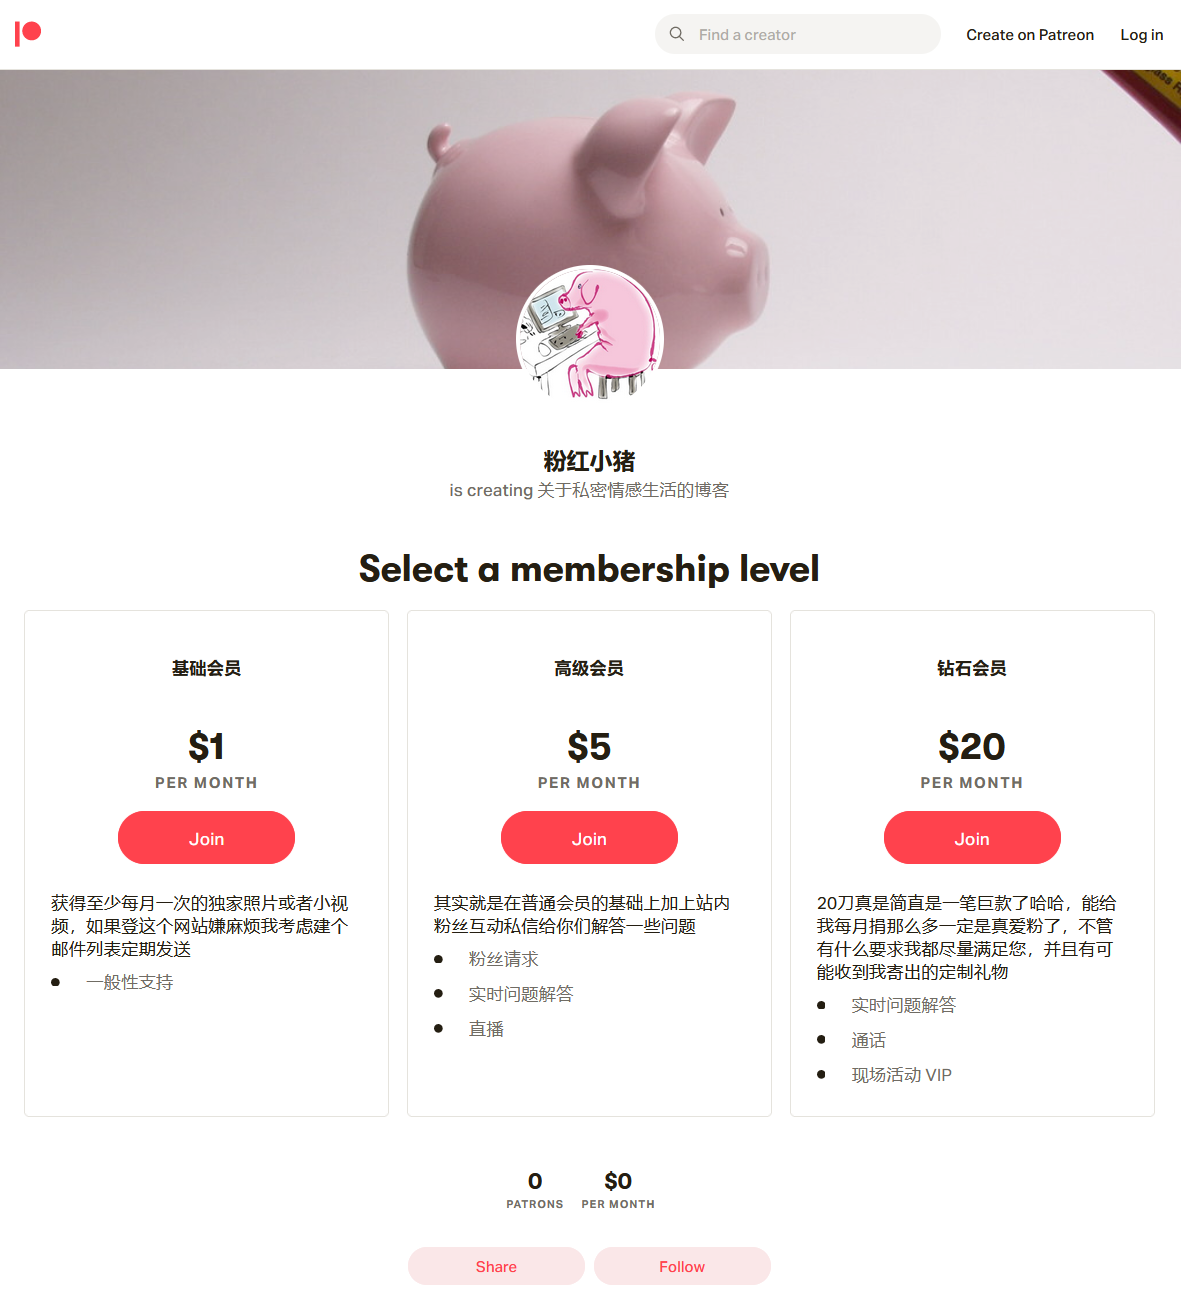 Find a creator
Create on Patreon
Log in
粉红小猪
is creating 关于私密情感生活的博客
Select a membership level
基础会员
$1
PER MONTH
Join
获得至少每月一次的独家照片或者小视
频，如果登这个网站嫌麻烦我考虑建个
邮件列表定期发送
一般性支持
高级会员
$5
PER MONTH
Join
其实就是在普通会员的基础上加上站内
粉丝互动私信给你们解答一些问题
粉丝请求
实时问题解答
直播
钻石会员
$20
PER MONTH
Join
20刀真是简直是一笔巨款了哈哈，能给
我每月捐那么多一定是真爱粉了，不管
有什么要求我都尽量满足您，并且有可
能收到我寄出的定制礼物
实时问题解答
通话
现场活动 VIP
0
PATRONS
$0
PER MONTH
Share
Follow